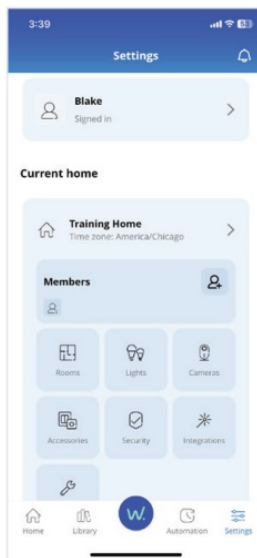 3:39
Settings
Blake
Signed in
Current home
Training Home
Time zone: America/Chicago
Members
Rooms
Lights
Cameras
Accessories
Security
Integrations
W.
Home
Library
Automation
Settings